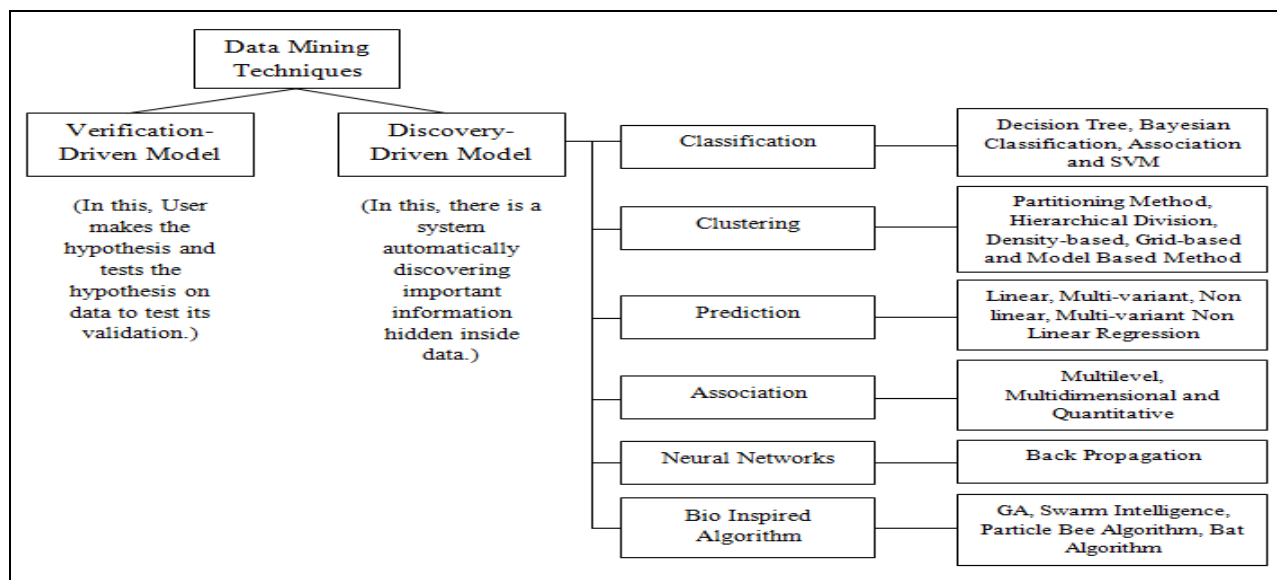 Data Mining
Techniques
Verification-
Driven Model
(In this, User
makes the
hypothesis and
tests the
hypothesis on
data to test its
validation.)
Discovery-
Driven Model
(In this, there is a
system
automatically
discovering
important
information
hidden inside
data.)
Classification
Decision Tree, Bayesian
Classification, Association
and SVM
Clustering
Partitioning Method,
Hierarchical Division,
Density-based, Grid-based
and Model Based Method
Prediction
Linear, Multi-variant, Non
linear, Multi-variant Non
Linear Regression
Association
Multilevel,
Multidimensional and
Quantitative
Neural Networks
Back Propagation
Bio Inspired
Algorithm
GA, Swarm Intelligence,
Particle Bee Algorithm, Bat
Algorithm